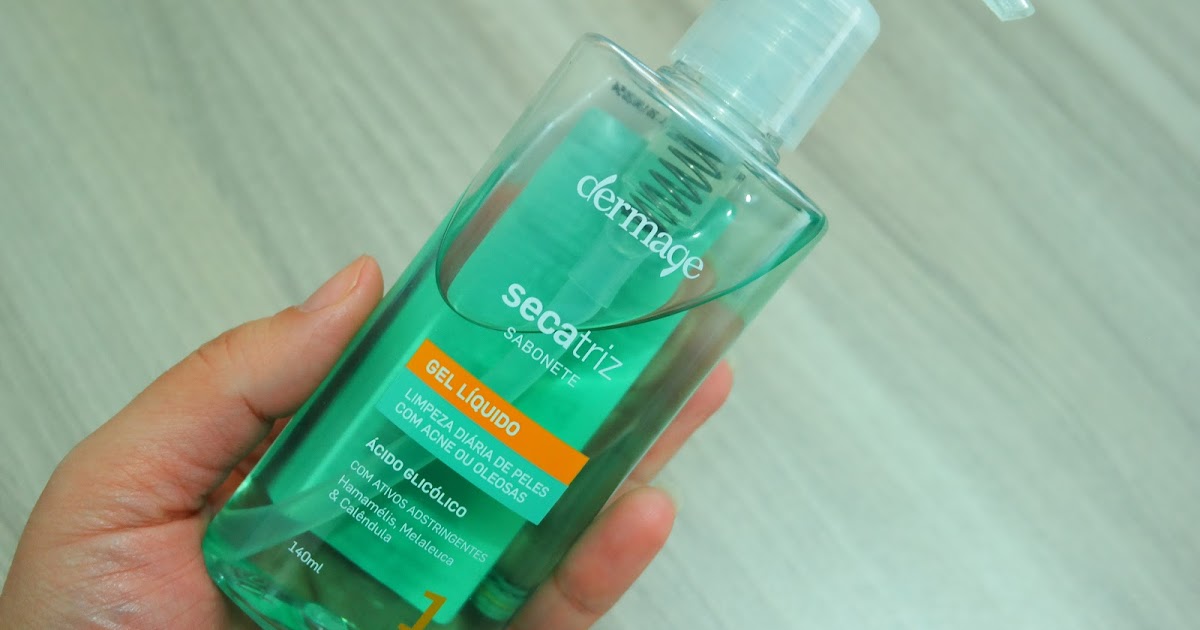 dermage
secatriz
SABONETE
GEL LÍQUIDO
LIMPEZA DIÁRIA DE PELES
COM ACNE OU OLEOSAS
ÁCIDO GLICÓLICO
COM ATIVOS ADSTRINGENTES
Hamamélis, Melaleuca
& Calêndula
140ml
1